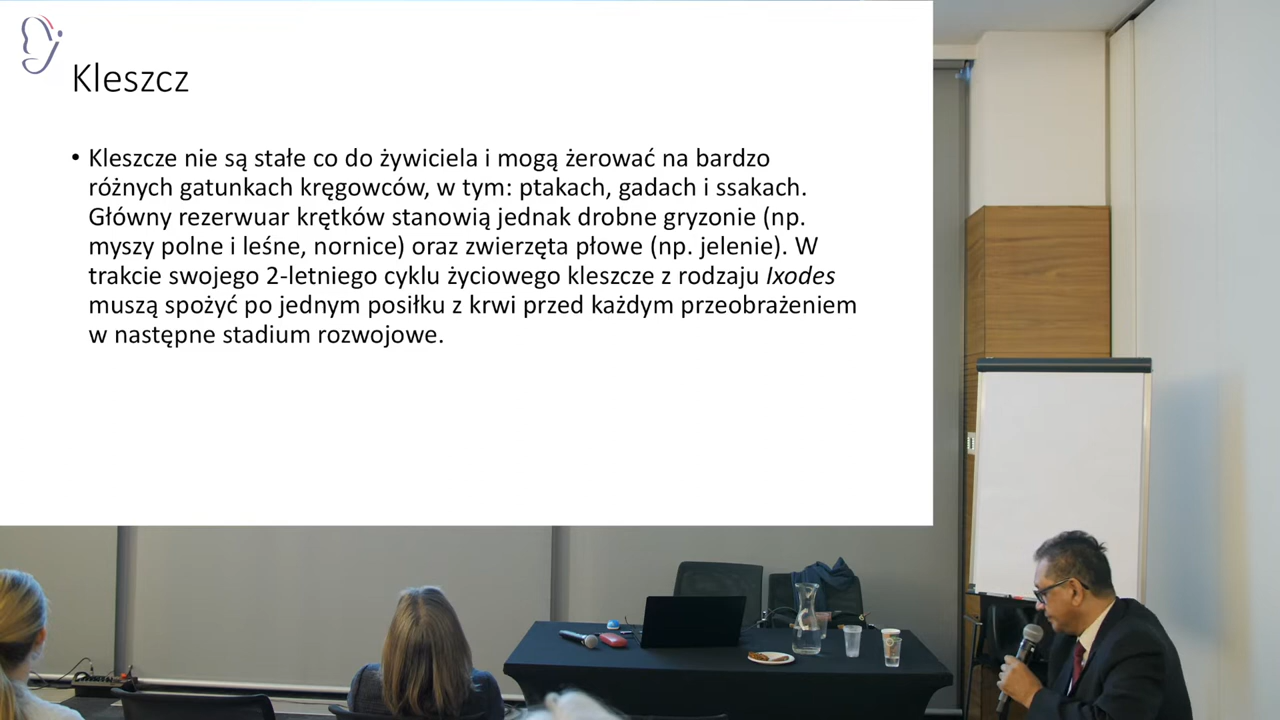 Kleszcz
• Kleszcze nie są stałe co do żywiciela i mogą żerować na bardzo
różnych gatunkach kręgowców, w tym: ptakach, gadach i ssakach.
Główny rezerwuar krętków stanowią jednak drobne gryzonie (np.
myszy polne i leśne, nornice) oraz zwierzęta płowe (np. jelenie). W
trakcie swojego 2-letniego cyklu życiowego kleszcze z rodzaju Ixodes
muszą spożyć po jednym posiłku z krwi przed każdym przeobrażeniem
w następne stadium rozwojowe.